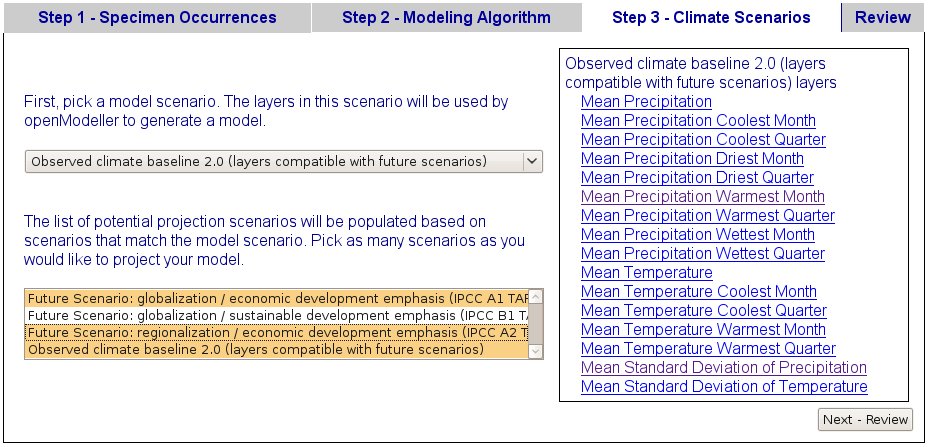 Step 1 - Specimen Occurrences
Step 2 - Modeling Algorithm
Step 3 - Climate Scenarios
Review
First, pick a model scenario. The layers in this scenario will be used by
openModeller to generate a model.
Observed climate baseline 2.0 (layers compatible with future scenarios)
The list of potential projection scenarios will be populated based on
scenarios that match the model scenario. Pick as many scenarios as you
would like to project your model.
Future Scenario: globalization / economic development emphasis (IPCC A1 TAR
Future Scenario: globalization / sustainable development emphasis (IPCC B1 TA
Future Scenario: regionalization / economic development emphasis (IPCC A2 T
Observed climate baseline 2.0 (layers compatible with future scenarios)
Observed climate baseline 2.0 (layers
compatible with future scenarios) layers
Mean Precipitation
Mean Precipitation Coolest Month
Mean Precipitation Coolest Quarter
Mean Precipitation Driest Month
Mean Precipitation Driest Quarter
Mean Precipitation Warmest Month
Mean Precipitation Warmest Quarter
Mean Precipitation Wettest Month
Mean Precipitation Wettest Quarter
Mean Temperature
Mean Temperature Coolest Month
Mean Temperature Coolest Quarter
Mean Temperature Warmest Month
Mean Temperature Warmest Quarter
Mean Standard Deviation of Precipitation
Mean Standard Deviation of Temperature
Next - Review